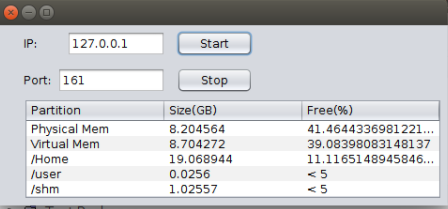 IP: 127.0.0.1 Start
Port: 161 Stop
Partition Size(GB) Free(%)
Physical Mem 8.204564 41.4644336981221...
Virtual Mem 8.704272 39.08398083148137
/Home 19.068944 11.1165148945846...
/user 0.0256 < 5
/shm 1.02557 < 5